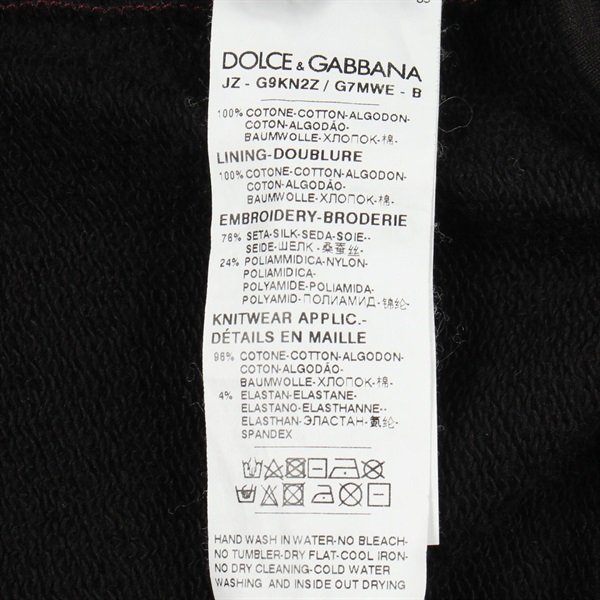 DOLCE & GABBANA
JZ - G9KN2Z / G7MWE - B
100% COTONE-COTTON-ALGODON-
COTON-ALGODÃO-
BAUMWOLLE-ХЛОПОК-棉-
LINING-DOUBLURE
100% COTONE-COTTON-ALGODON-
COTON-ALGODÃO-
BAUMWOLLE-ХЛОПОК-棉-
EMBROIDERY-BRODERIE
76% SETA-SILK-SEDA-SOIE--
SEIDE-ШЕЛК -桑蚕丝-
24% POLIAMMIDICA-NYLON-
POLIAMIDICA-
POLYAMIDE-POLIAMIDA-
POLYAMID-ПОЛИАМИД-锦纶-
KNITWEAR APPLIC.-
DÉTAILS EN MAILLE
96% COTONE-COTTON-ALGODON-
COTON-ALGODÃO-
BAUMWOLLE-ХЛОПОК-棉-
4% ELASTAN-ELASTANE-
ELASTANO-ELASTHANNE--
ELASTHAN-ЭЛАСТАН-氨纶-
SPANDEX
HAND WASH IN WATER-NO BLEACH-
NO TUMBLER-DRY FLAT-COOL IRON-
NO DRY CLEANING-COLD WATER
WASHING AND INSIDE OUT DRYING